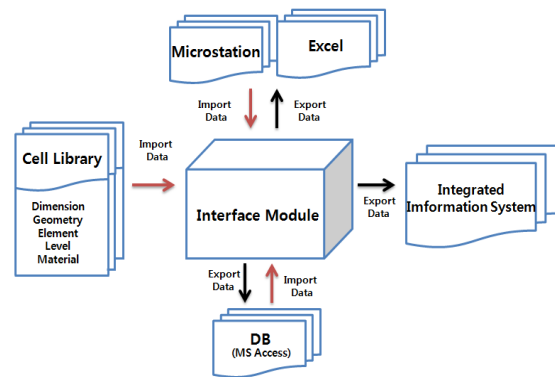 Microstation
Excel
Import
Data
Export
Data
Import
Data
Cell Library
Dimension
Geometry
Element
Level
Material
Interface Module
Export
Data
Integrated
Imformation System
Export
Data
Import
Data
DB
(MS Access)